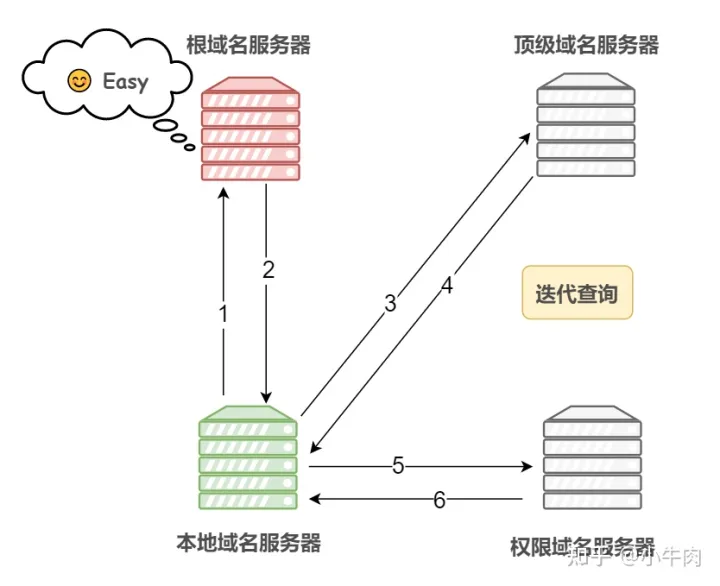 根域名服务器
顶级域名服务器
😊 Easy
1
2
3
4
迭代查询
5
6
本地域名服务器
权限域名服务器
知乎 @小牛肉